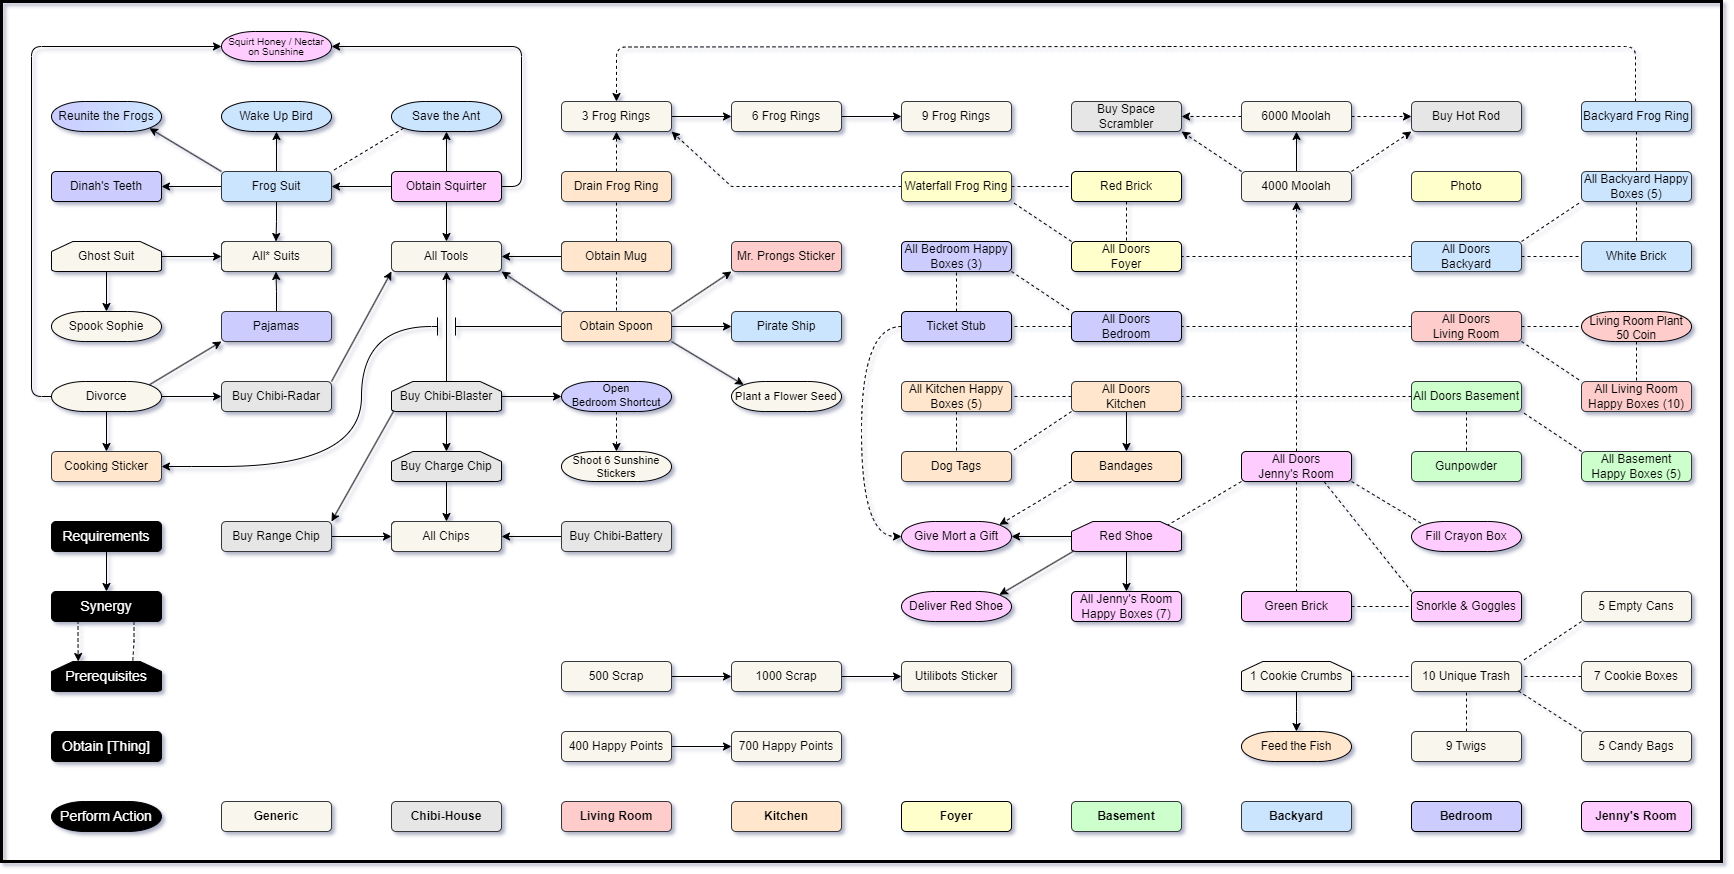 Squirt Honey / Nectar
on Sunshine
Reunite the Frogs
Wake Up Bird
Save the Ant
3 Frog Rings
6 Frog Rings
9 Frog Rings
Buy Space
Scrambler
6000 Moolah
Buy Hot Rod
Backyard Frog Ring
Dinah's Teeth
Frog Suit
Obtain Squirter
Drain Frog Ring
Waterfall Frog Ring
Red Brick
4000 Moolah
Photo
All Backyard Happy
Boxes (5)
Ghost Suit
All* Suits
All Tools
Obtain Mug
Mr. Prongs Sticker
All Bedroom Happy
Boxes (3)
All Doors
Foyer
All Doors
Backyard
White Brick
Spook Sophie
Pajamas
Obtain Spoon
Pirate Ship
Ticket Stub
All Doors
Bedroom
All Doors
Living Room
Living Room Plant
50 Coin
Divorce
Buy Chibi-Radar
Buy Chibi-Blaster
Open
Bedroom Shortcut
Plant a Flower Seed
All Kitchen Happy
Boxes (5)
All Doors
Kitchen
All Doors Basement
All Living Room
Happy Boxes (10)
Cooking Sticker
Buy Charge Chip
Shoot 6 Sunshine
Stickers
Dog Tags
Bandages
All Doors
Jenny's Room
Gunpowder
All Basement
Happy Boxes (5)
Requirements
Buy Range Chip
All Chips
Buy Chibi-Battery
Give Mort a Gift
Red Shoe
Fill Crayon Box
Synergy
Deliver Red Shoe
All Jenny's Room
Happy Boxes (7)
Green Brick
Snorkle & Goggles
5 Empty Cans
Prerequisites
500 Scrap
1000 Scrap
Utilibots Sticker
1 Cookie Crumbs
10 Unique Trash
7 Cookie Boxes
Obtain [Thing]
400 Happy Points
700 Happy Points
Feed the Fish
9 Twigs
5 Candy Bags
Perform Action
Generic
Chibi-House
Living Room
Kitchen
Foyer
Basement
Backyard
Bedroom
Jenny's Room